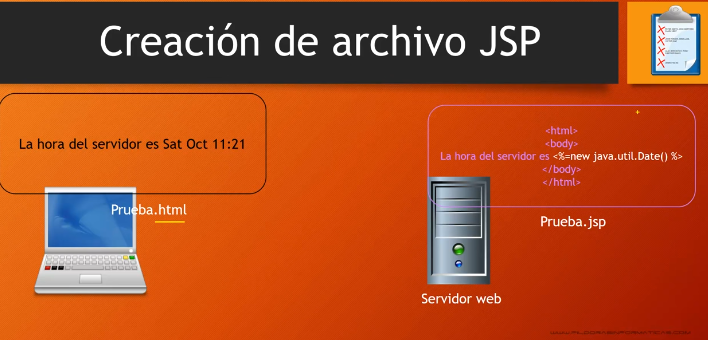 Creación de archivo JSP
La hora del servidor es Sat Oct 11:21
Prueba.html
<html>
<body>
La hora del servidor es <%=new java.util.Date() %>
</body>
</html>
Prueba.jsp
Servidor web